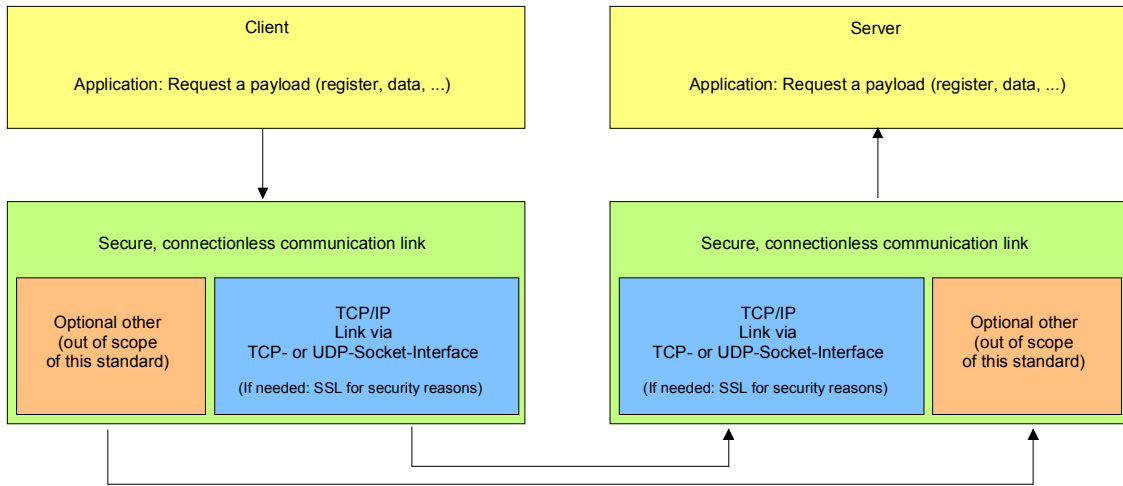 Client
Application: Request a payload (register, data, ...)
Server
Application: Request a payload (register, data, ...)
Secure, connectionless communication link
Optional other
(out of scope
of this standard)
TCP/IP
Link via
TCP- or UDP-Socket-Interface
(If needed: SSL for security reasons)
Secure, connectionless communication link
TCP/IP
Link via
TCP- or UDP-Socket-Interface
(If needed: SSL for security reasons)
Optional other
(out of scope
of this standard)